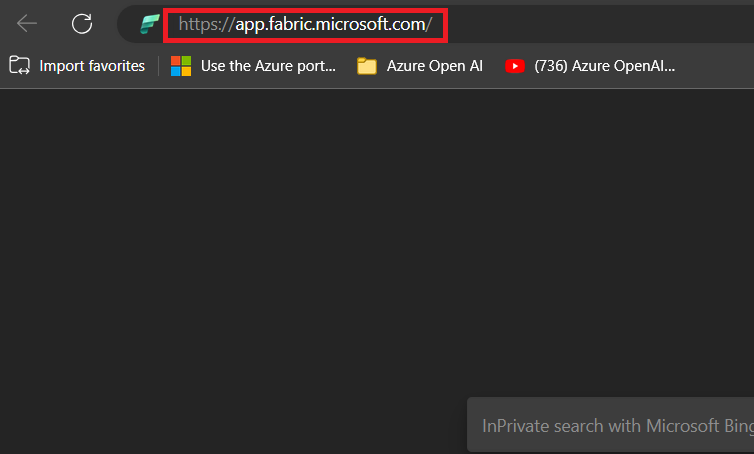 https://app.fabric.microsoft.com/
Import favorites Use the Azure port... Azure Open AI (736) Azure OpenAI...
InPrivate search with Microsoft Bing